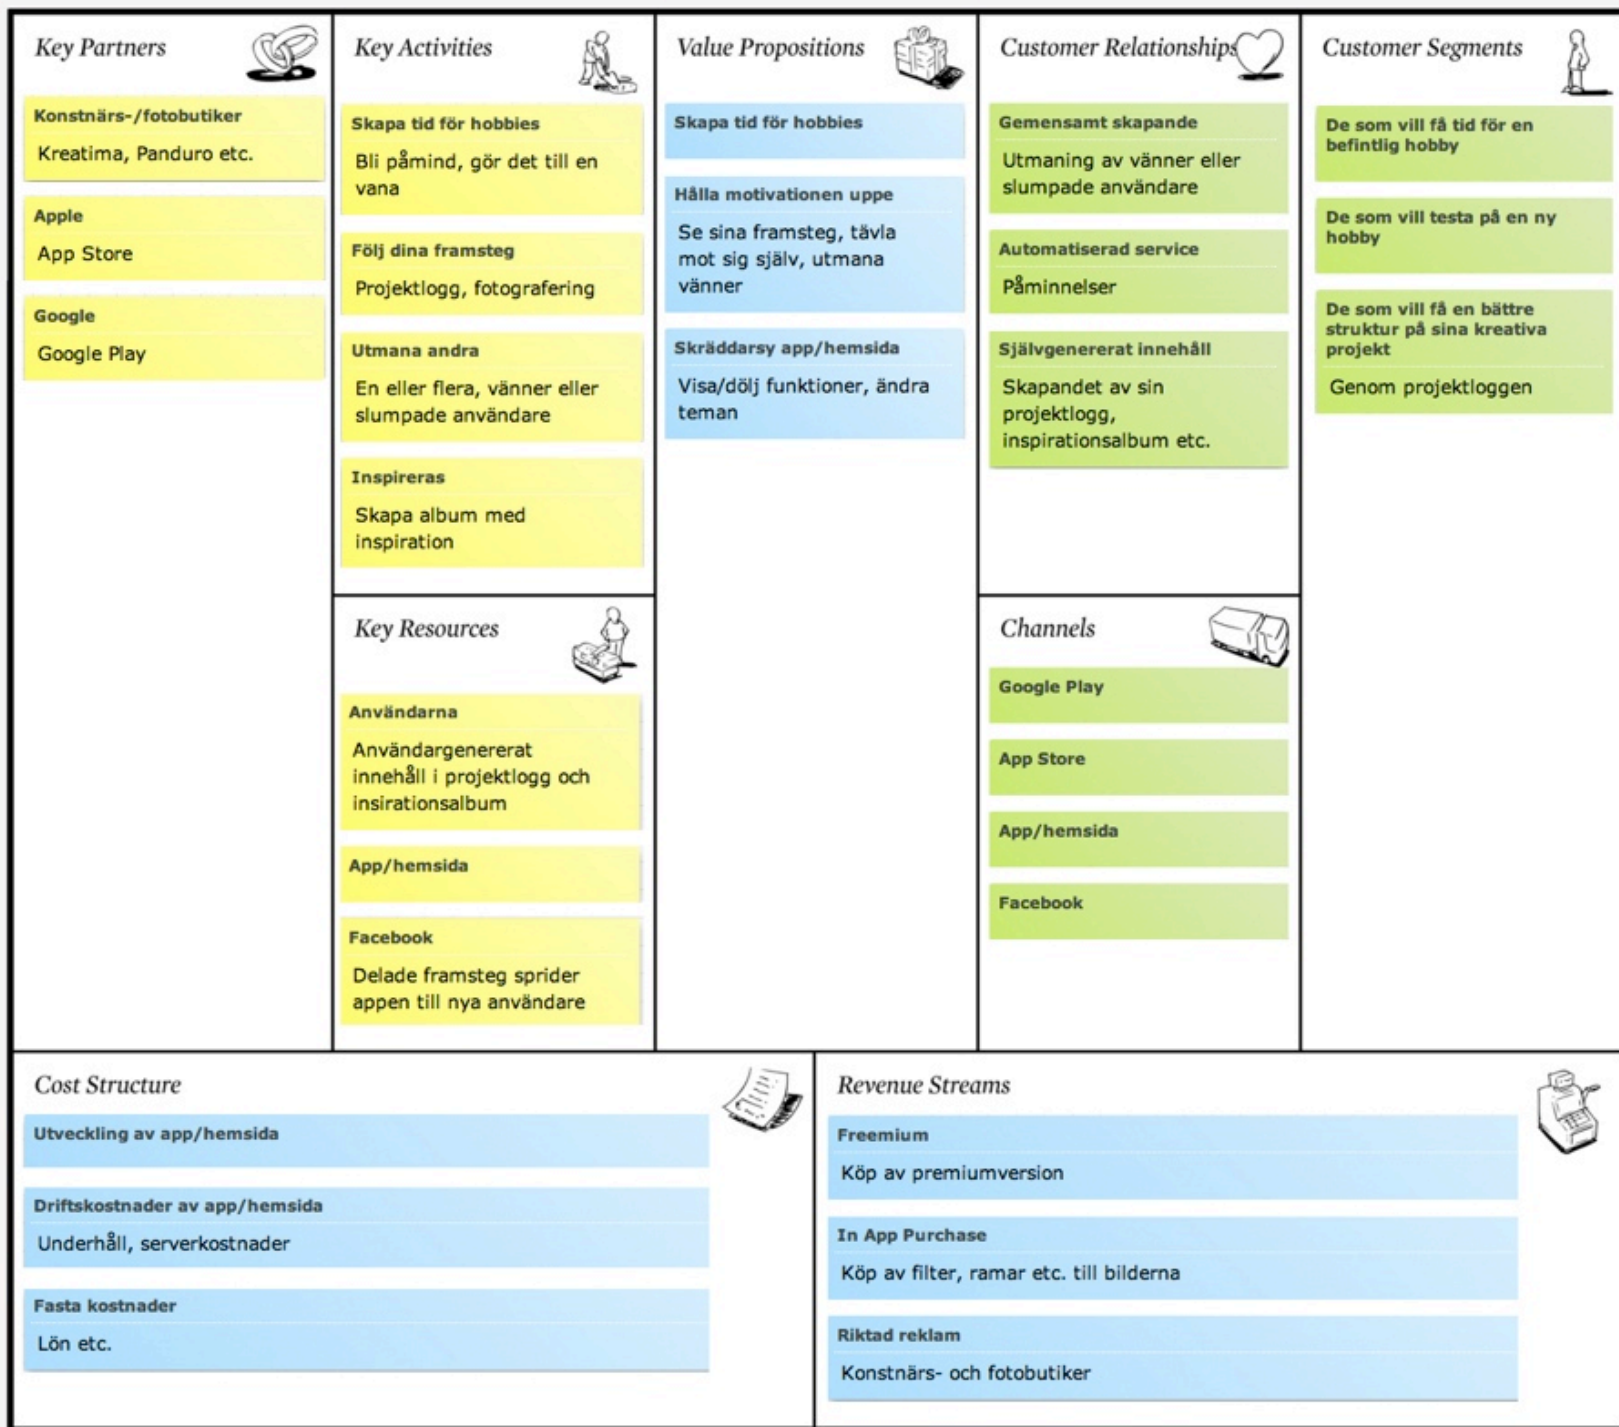 Key Partners
Konstnärs-/fotobutiker
Kreatima, Panduro etc.
Apple
App Store
Google
Google Play
Key Activities
Skapa tid för hobbies
Bli påmind, gör det till en
vana
Följ dina framsteg
Projektlogg, fotografering
Utmana andra
En eller flera, vänner eller
slumpade användare
Inspireras
Skapa album med
inspiration
Key Resources
Användarna
Användargenererat
innehåll i projektlogg och
insirationsalbum
App/hemsida
Facebook
Delade framsteg sprider
appen till nya användare
Value Propositions
Skapa tid för hobbies
Hålla motivationen uppe
Se sina framsteg, tävla
mot sig själv, utmana
vänner
Skräddarsy app/hemsida
Visa/dölj funktioner, ändra
teman
Customer Relationships
Gemensamt skapande
Utmaning av vänner eller
slumpade användare
Automatiserad service
Påminnelser
Självgenererat innehåll
Skapandet av sin
projektlogg,
inspirationsalbum etc.
Channels
Google Play
App Store
App/hemsida
Facebook
Customer Segments
De som vill få tid för en
befintlig hobby
De som vill testa på en ny
hobby
De som vill få en bättre
struktur på sina kreativa
projekt
Genom projektloggen
Cost Structure
Utveckling av app/hemsida
Driftskostnader av app/hemsida
Underhåll, serverkostnader
Fasta kostnader
Lön etc.
Revenue Streams
Freemium
Köp av premiumversion
In App Purchase
Köp av filter, ramar etc. till bilderna
Riktad reklam
Konstnärs- och fotobutiker